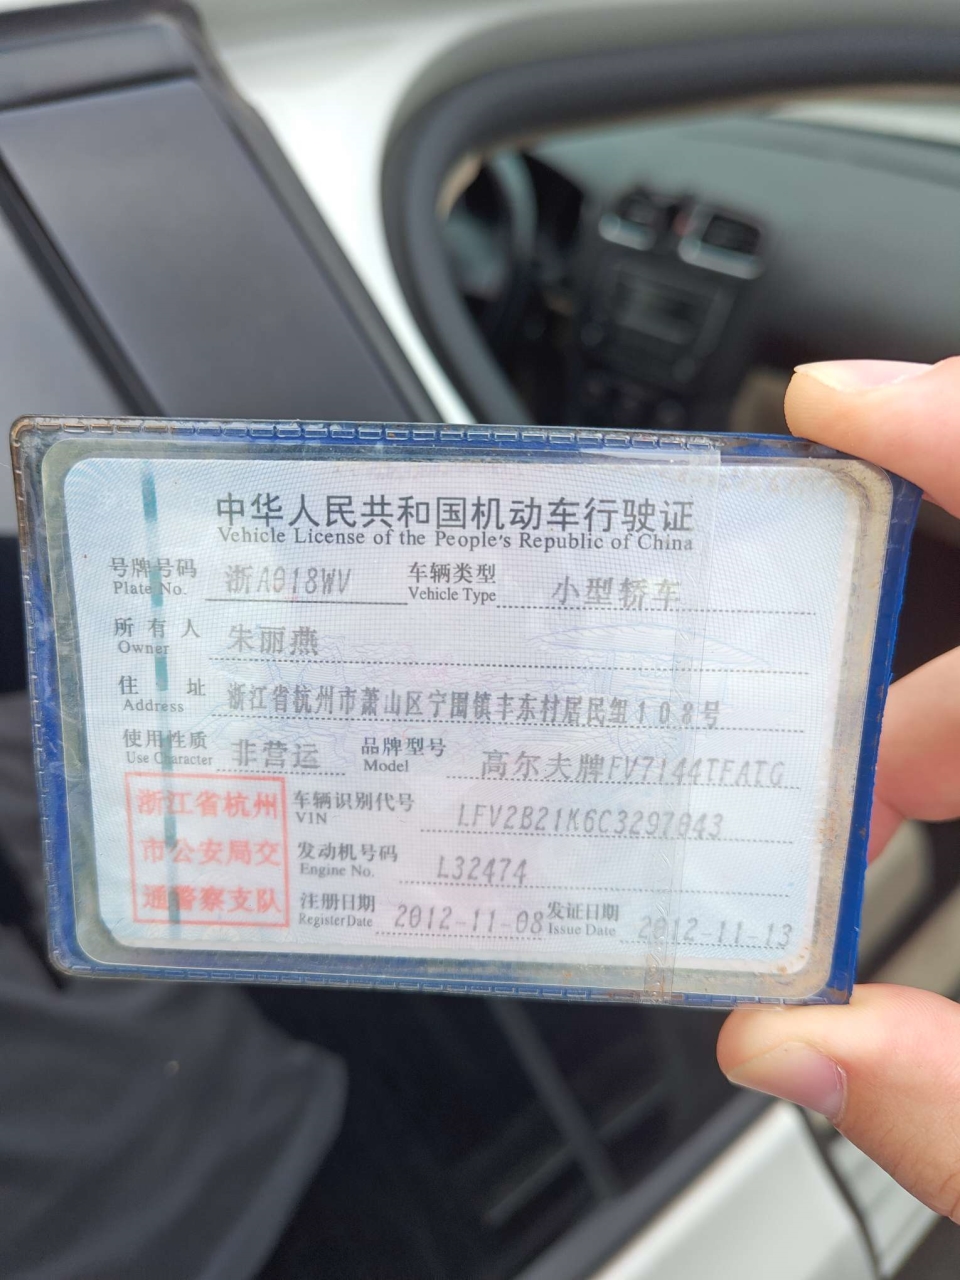 中华人民共和国机动车行驶证
Vehicle License of the People's Republic of China
号牌号码 浙A018WV 车辆类型 小型轿车
Plate No. Vehicle Type
所有人 朱丽燕
Owner
住址 浙江省杭州市萧山区宁围镇丰东村居民组108号
Address
使用性质 非营运 品牌型号 高尔夫牌FV7144TFATG
Use Character Model
浙江省杭州
市公安局交
通警察支队
车辆识别代号 LFV2B21K6C3297043
VIN
发动机号码 L32474
Engine No.
注册日期 2012-11-08 发证日期 2012-11-13
Register Date Issue Date